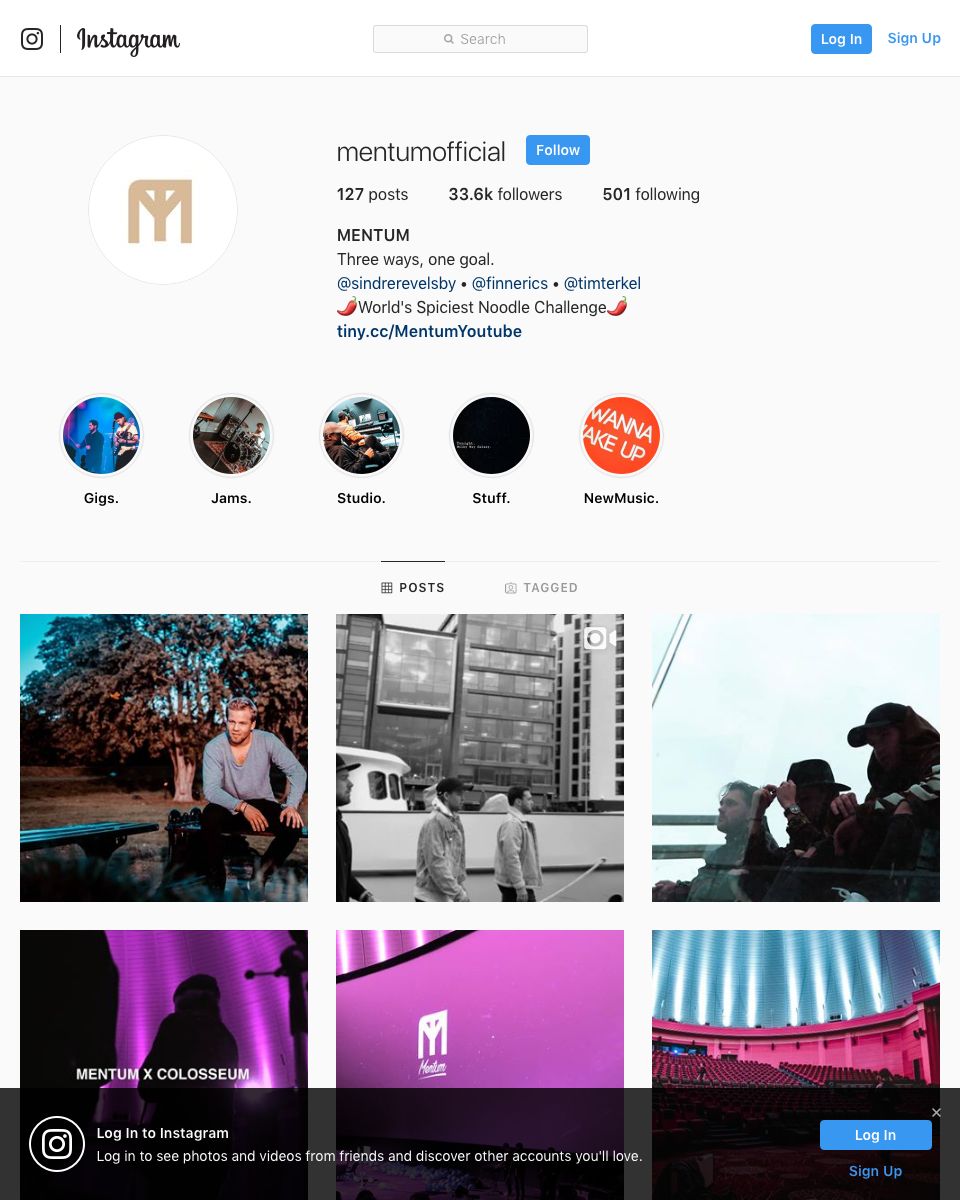 Instagram
Search
Log In
Sign Up
mentumofficial
Follow
127 posts
33.6k followers
501 following
MENTUM
Three ways, one goal.
@sindrerevelsby • @finnerics • @timterkel
🌶️World's Spiciest Noodle Challenge🌶️
tiny.cc/MentumYoutube
WANNA
AKE UP
Gigs.
Jams.
Studio.
Stuff.
NewMusic.
POSTS
TAGGED
MENTUM X COLOSSEUM
Mentum
Log In to Instagram
Log in to see photos and videos from friends and discover other accounts you'll love.
Log In
Sign Up